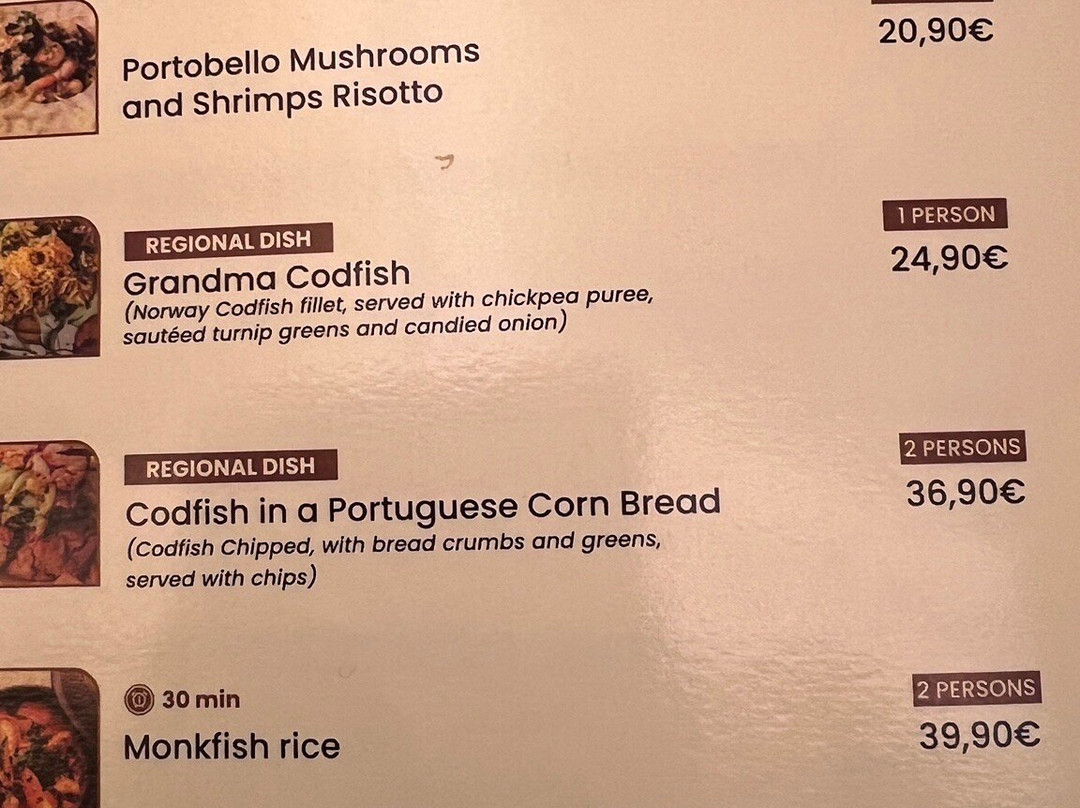 20,90€
Portobello Mushrooms
and Shrimps Risotto
1 PERSON
REGIONAL DISH
24,90€
Grandma Codfish
(Norway Codfish fillet, served with chickpea puree,
sautéed turnip greens and candied onion)
2 PERSONS
REGIONAL DISH
36,90€
Codfish in a Portuguese Corn Bread
(Codfish Chipped, with bread crumbs and greens,
served with chips)
2 PERSONS
30 min
39,90€
Monkfish rice